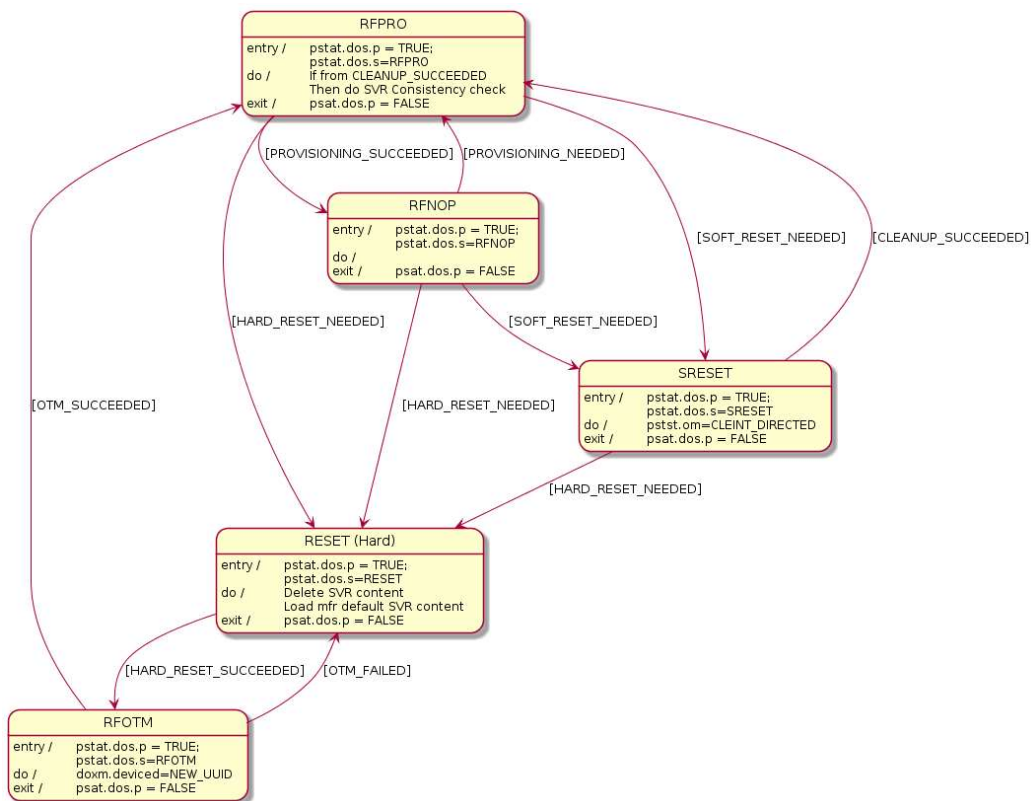 RFPRO
entry / pstat.dos.p = TRUE;
pstat.dos.s=RFPRO
do / If from CLEANUP_SUCCEEDED
Then do SVR Consistency check
exit / psat.dos.p = FALSE
[PROVISIONING_SUCCEEDED]
[PROVISIONING_NEEDED]
RFNOP
entry / pstat.dos.p = TRUE;
pstat.dos.s=RFNOP
do /
exit / psat.dos.p = FALSE
[SOFT_RESET_NEEDED]
[CLEANUP_SUCCEEDED]
[HARD_RESET_NEEDED]
[SOFT_RESET_NEEDED]
SRESET
entry / pstat.dos.p = TRUE;
pstat.dos.s=SRESET
do / pstst.om=CLEINT_DIRECTED
exit / psat.dos.p = FALSE
[OTM_SUCCEEDED]
[HARD_RESET_NEEDED]
[HARD_RESET_NEEDED]
RESET (Hard)
entry / pstat.dos.p = TRUE;
pstat.dos.s=RESET
do / Delete SVR content
Load mfr default SVR content
exit / psat.dos.p = FALSE
[HARD_RESET_SUCCEEDED]
[OTM_FAILED]
RFOTM
entry / pstat.dos.p = TRUE;
pstat.dos.s=RFOTM
do / doxm.deviced=NEW_UUID
exit / psat.dos.p = FALSE